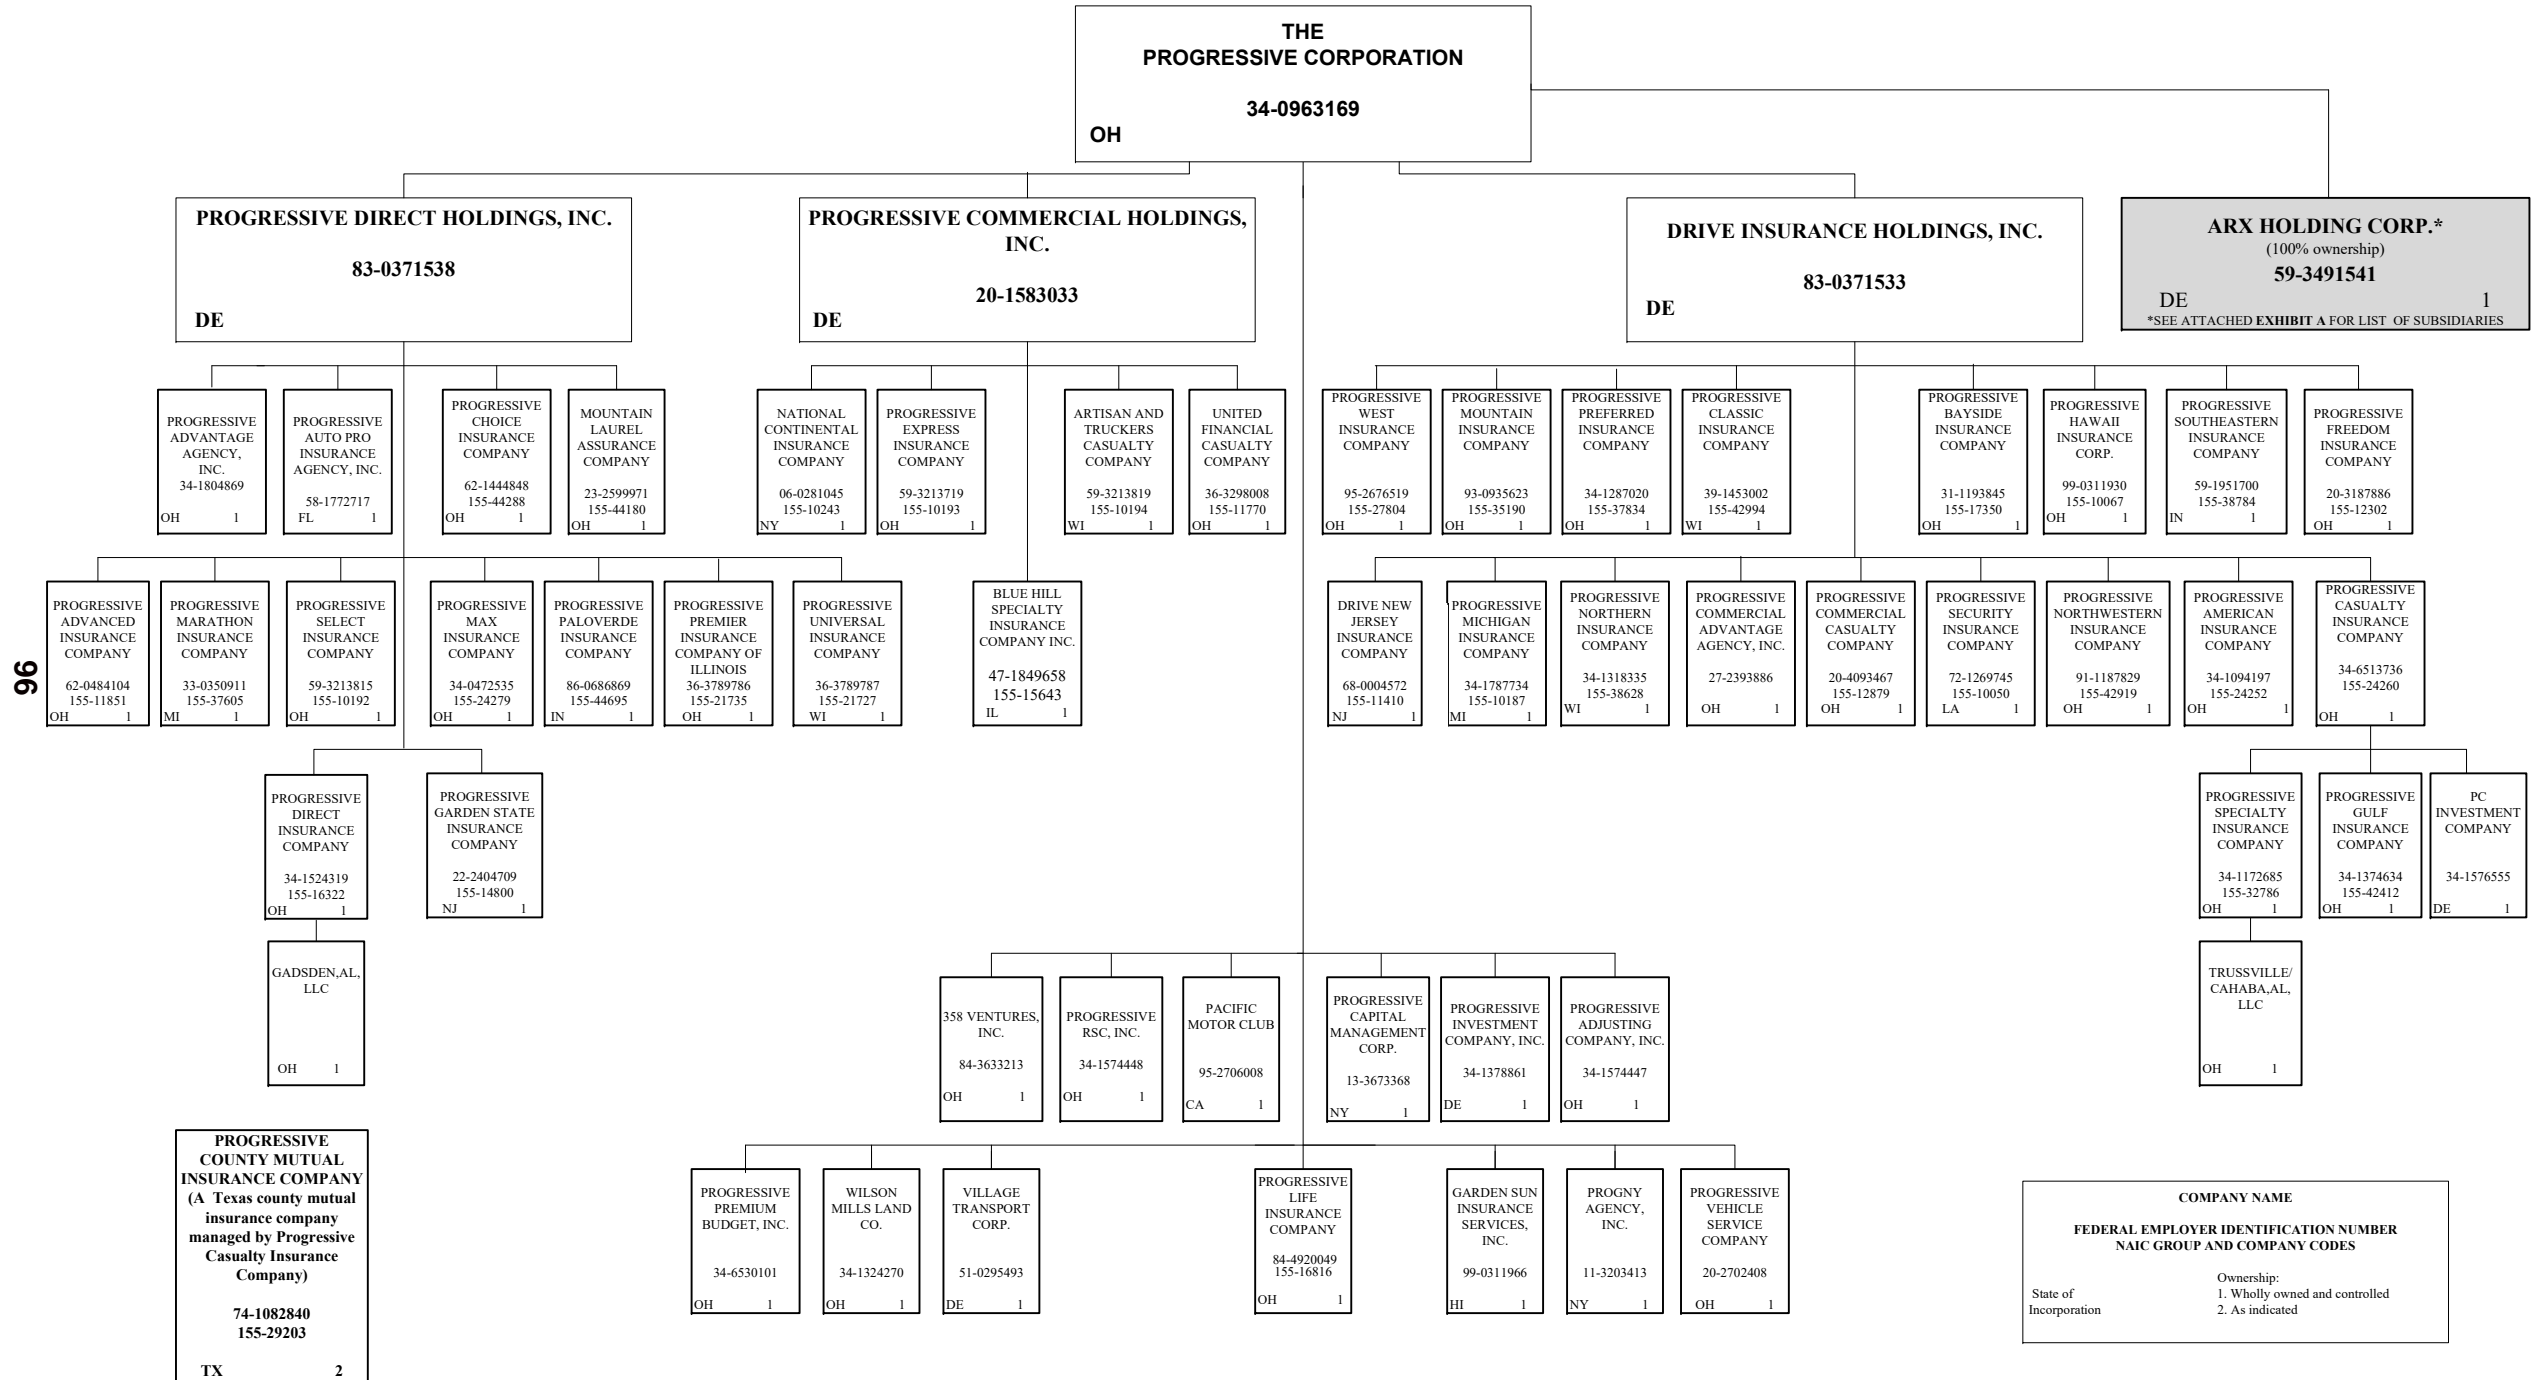 THE
PROGRESSIVE CORPORATION
34-0963169
OH
PROGRESSIVE DIRECT HOLDINGS, INC.
83-0371538
DE
PROGRESSIVE COMMERCIAL HOLDINGS,
INC.
20-1583033
DE
DRIVE INSURANCE HOLDINGS, INC.
83-0371533
DE
ARX HOLDING CORP.*
(100% ownership)
59-3491541
DE 1
*SEE ATTACHED EXHIBIT A FOR LIST OF SUBSIDIARIES
PROGRESSIVE
ADVANTAGE
AGENCY,
INC.
34-1804869
OH 1
PROGRESSIVE
AUTO PRO
INSURANCE
AGENCY, INC.
58-1772717
FL 1
PROGRESSIVE
CHOICE
INSURANCE
COMPANY
62-1444848
155-44288
OH 1
MOUNTAIN
LAUREL
ASSURANCE
COMPANY
23-2599971
155-44180
OH 1
NATIONAL
CONTINENTAL
INSURANCE
COMPANY
06-0281045
155-10243
NY 1
PROGRESSIVE
EXPRESS
INSURANCE
COMPANY
59-3213719
155-10193
OH 1
ARTISAN AND
TRUCKERS
CASUALTY
COMPANY
59-3213819
155-10194
WI 1
UNITED
FINANCIAL
CASUALTY
COMPANY
36-3298008
155-11770
OH 1
PROGRESSIVE
WEST
INSURANCE
COMPANY
95-2676519
155-27804
OH 1
PROGRESSIVE
MOUNTAIN
INSURANCE
COMPANY
93-0935623
155-35190
OH 1
PROGRESSIVE
PREFERRED
INSURANCE
COMPANY
34-1287020
155-37834
OH 1
PROGRESSIVE
CLASSIC
INSURANCE
COMPANY
39-1453002
155-42994
WI 1
PROGRESSIVE
BAYSIDE
INSURANCE
COMPANY
31-1193845
155-17350
OH 1
PROGRESSIVE
HAWAII
INSURANCE
CORP.
99-0311930
155-10067
OH 1
PROGRESSIVE
SOUTHEASTERN
INSURANCE
COMPANY
59-1951700
155-38784
IN 1
PROGRESSIVE
FREEDOM
INSURANCE
COMPANY
20-3187886
155-12302
OH 1
PROGRESSIVE
ADVANCED
INSURANCE
COMPANY
62-0484104
155-11851
OH 1
PROGRESSIVE
MARATHON
INSURANCE
COMPANY
33-0350911
155-37605
MI 1
PROGRESSIVE
SELECT
INSURANCE
COMPANY
59-3213815
155-10192
OH 1
PROGRESSIVE
MAX
INSURANCE
COMPANY
34-0472535
155-24279
OH 1
PROGRESSIVE
PALOVERDE
INSURANCE
COMPANY
86-0686869
155-44695
IN 1
PROGRESSIVE
PREMIER
INSURANCE
COMPANY OF
ILLINOIS
36-3789786
155-21735
OH 1
PROGRESSIVE
UNIVERSAL
INSURANCE
COMPANY
36-3789787
155-21727
WI 1
BLUE HILL
SPECIALTY
INSURANCE
COMPANY INC.
47-1849658
155-15643
IL 1
DRIVE NEW
JERSEY
INSURANCE
COMPANY
68-0004572
155-11410
NJ 1
PROGRESSIVE
MICHIGAN
INSURANCE
COMPANY
34-1787734
155-10187
MI 1
PROGRESSIVE
NORTHERN
INSURANCE
COMPANY
34-1318335
155-38628
WI 1
PROGRESSIVE
COMMERCIAL
ADVANTAGE
AGENCY, INC.
27-2393886
OH 1
PROGRESSIVE
COMMERCIAL
CASUALTY
COMPANY
20-4093467
155-12879
OH 1
PROGRESSIVE
SECURITY
INSURANCE
COMPANY
72-1269745
155-10050
LA 1
PROGRESSIVE
NORTHWESTERN
INSURANCE
COMPANY
91-1187829
155-42919
OH 1
PROGRESSIVE
AMERICAN
INSURANCE
COMPANY
34-1094197
155-24252
OH 1
PROGRESSIVE
CASUALTY
INSURANCE
COMPANY
34-6513736
155-24260
OH 1
96
PROGRESSIVE
DIRECT
INSURANCE
COMPANY
34-1524319
155-16322
OH 1
PROGRESSIVE
GARDEN STATE
INSURANCE
COMPANY
22-2404709
155-14800
NJ 1
PROGRESSIVE
SPECIALTY
INSURANCE
COMPANY
34-1172685
155-32786
OH 1
PROGRESSIVE
GULF
INSURANCE
COMPANY
34-1374634
155-42412
OH 1
PC
INVESTMENT
COMPANY
34-1576555
DE 1
GADSDEN,AL,
LLC
OH 1
358 VENTURES,
INC.
84-3633213
OH 1
PROGRESSIVE
RSC, INC.
34-1574448
OH 1
PACIFIC
MOTOR CLUB
95-2706008
CA 1
PROGRESSIVE
CAPITAL
MANAGEMENT
CORP.
13-3673368
NY 1
PROGRESSIVE
INVESTMENT
COMPANY, INC.
34-1378861
DE 1
PROGRESSIVE
ADJUSTING
COMPANY, INC.
34-1574447
OH 1
TRUSSVILLE/
CAHABA,AL,
LLC
OH 1
PROGRESSIVE
COUNTY MUTUAL
INSURANCE COMPANY
(A Texas county mutual
insurance company
managed by Progressive
Casualty Insurance
Company)
74-1082840
155-29203
TX 2
PROGRESSIVE
PREMIUM
BUDGET, INC.
34-6530101
OH 1
WILSON
MILLS LAND
CO.
34-1324270
OH 1
VILLAGE
TRANSPORT
CORP.
51-0295493
DE 1
PROGRESSIVE
LIFE
INSURANCE
COMPANY
84-4920049
155-16816
OH 1
GARDEN SUN
INSURANCE
SERVICES,
INC.
99-0311966
HI 1
PROGNY
AGENCY,
INC.
11-3203413
NY 1
PROGRESSIVE
VEHICLE
SERVICE
COMPANY
20-2702408
OH 1
COMPANY NAME
FEDERAL EMPLOYER IDENTIFICATION NUMBER
NAIC GROUP AND COMPANY CODES
Ownership:
State of 1. Wholly owned and controlled
Incorporation 2. As indicated